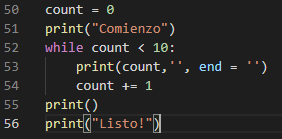 50 count = 0
51 print("Comienzo")
52 while count < 10:
53 print(count,'', end = '')
54 count += 1
55 print()
56 print("Listo!")